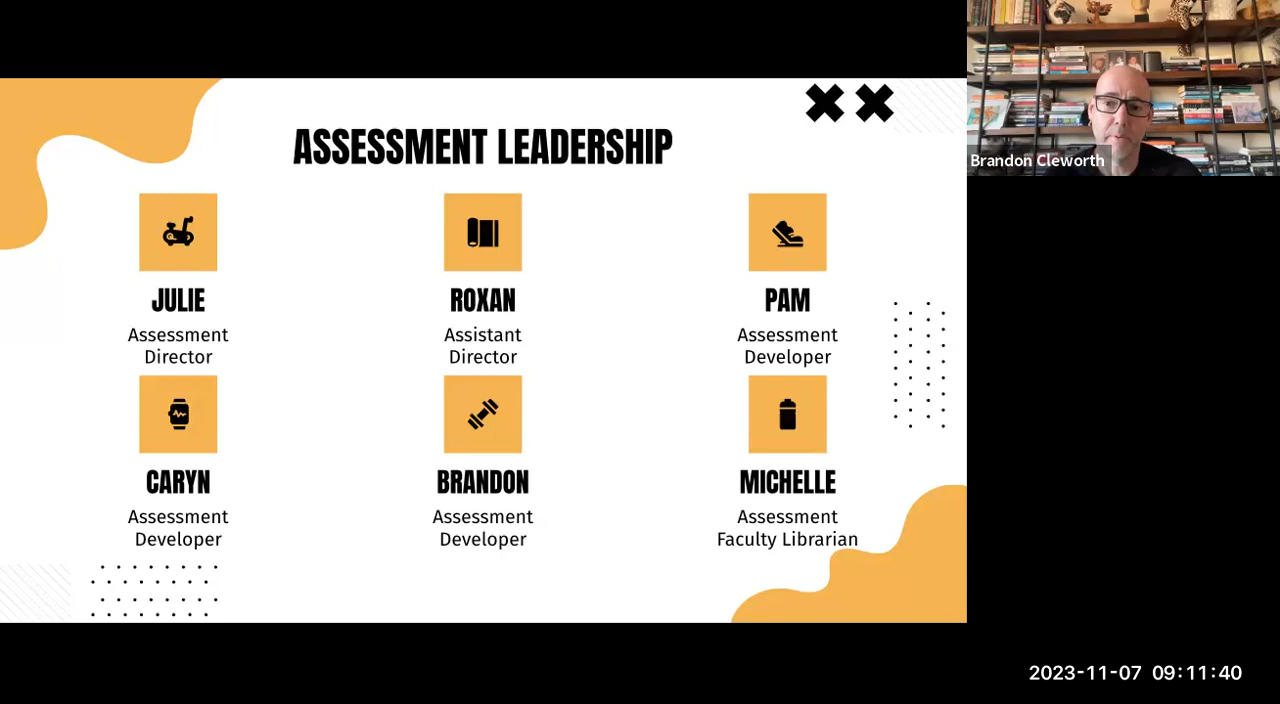 ASSESSMENT LEADERSHIP
JULIE
Assessment
Director
ROXAN
Assistant
Director
PAM
Assessment
Developer
CARYN
Assessment
Developer
BRANDON
Assessment
Developer
MICHELLE
Assessment
Faculty Librarian
Brandon Cleworth
2023-11-07 09:11:40